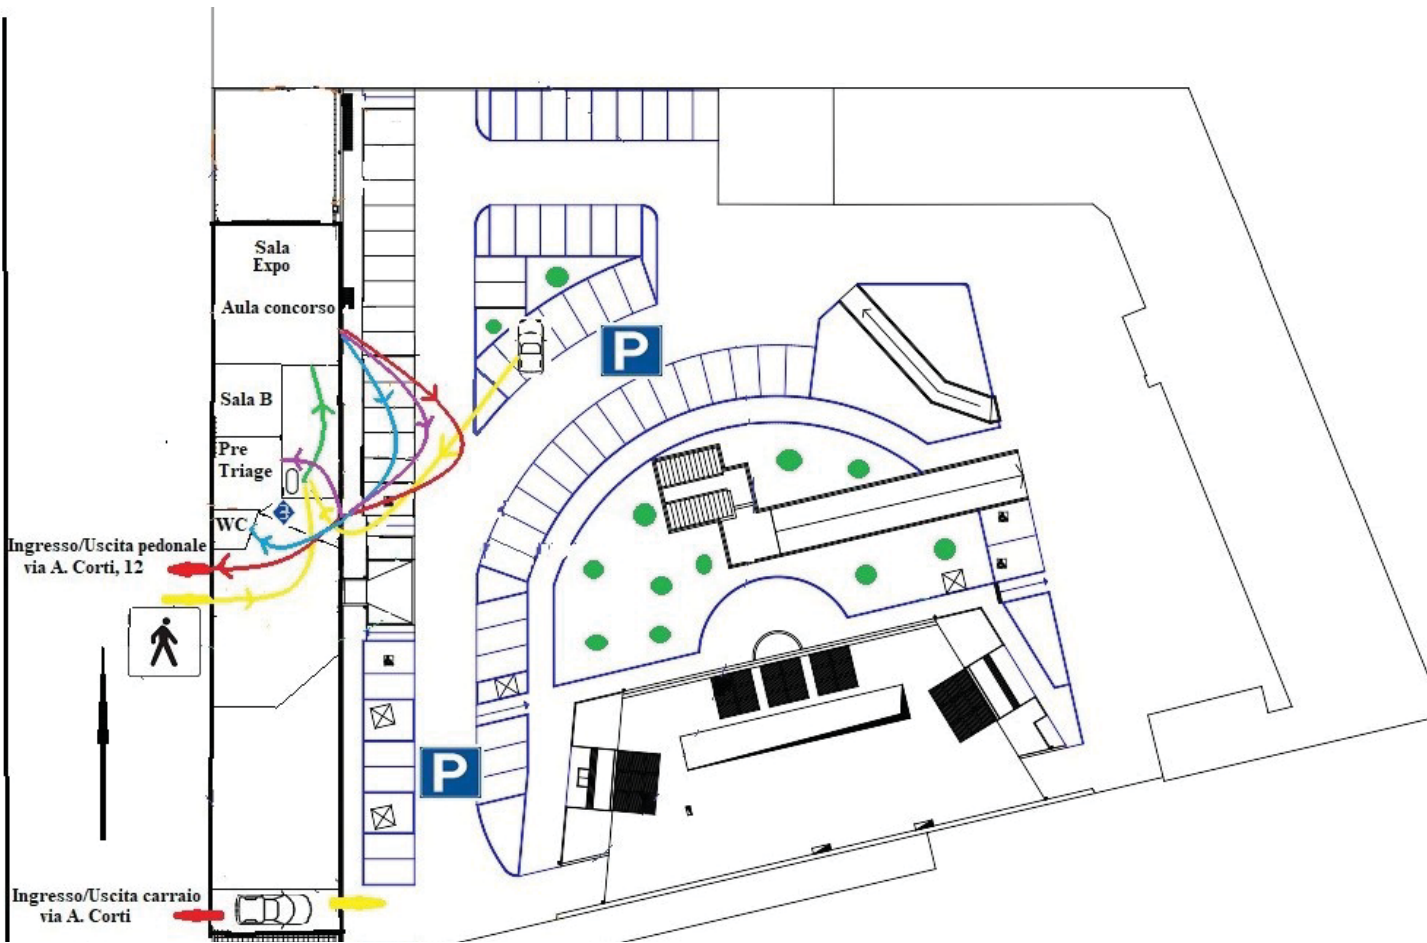 Sala
Expo
Aula concorso
P
Sala B
Pre
Triage
WC
Ingresso/Uscita pedonale
via A. Corti, 12
P
Ingresso/Uscita carraio
via A. Corti